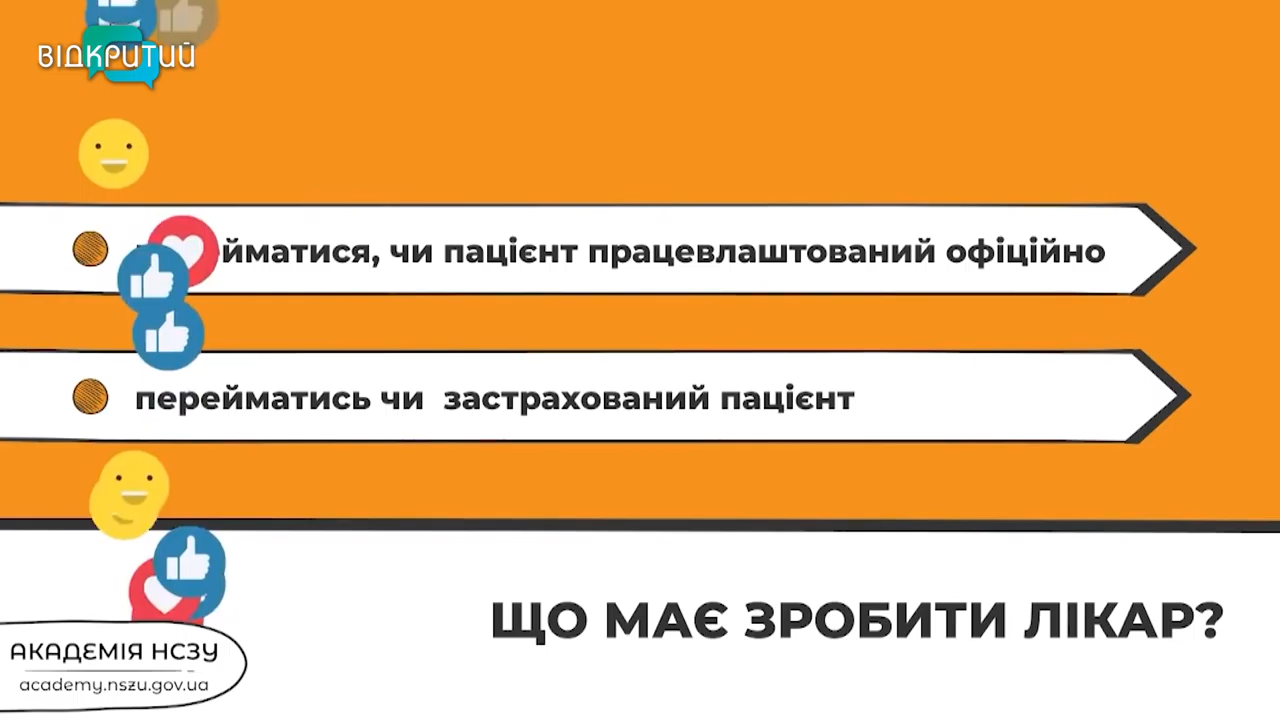 ВІДКРИТИЙ
чи пацієнт працевлаштований офіційно
перейматись чи застрахований пацієнт
ЩО МАЄ ЗРОБИТИ ЛІКАР?
АКАДЕМІЯ НСЗУ
academy.nszu.gov.ua